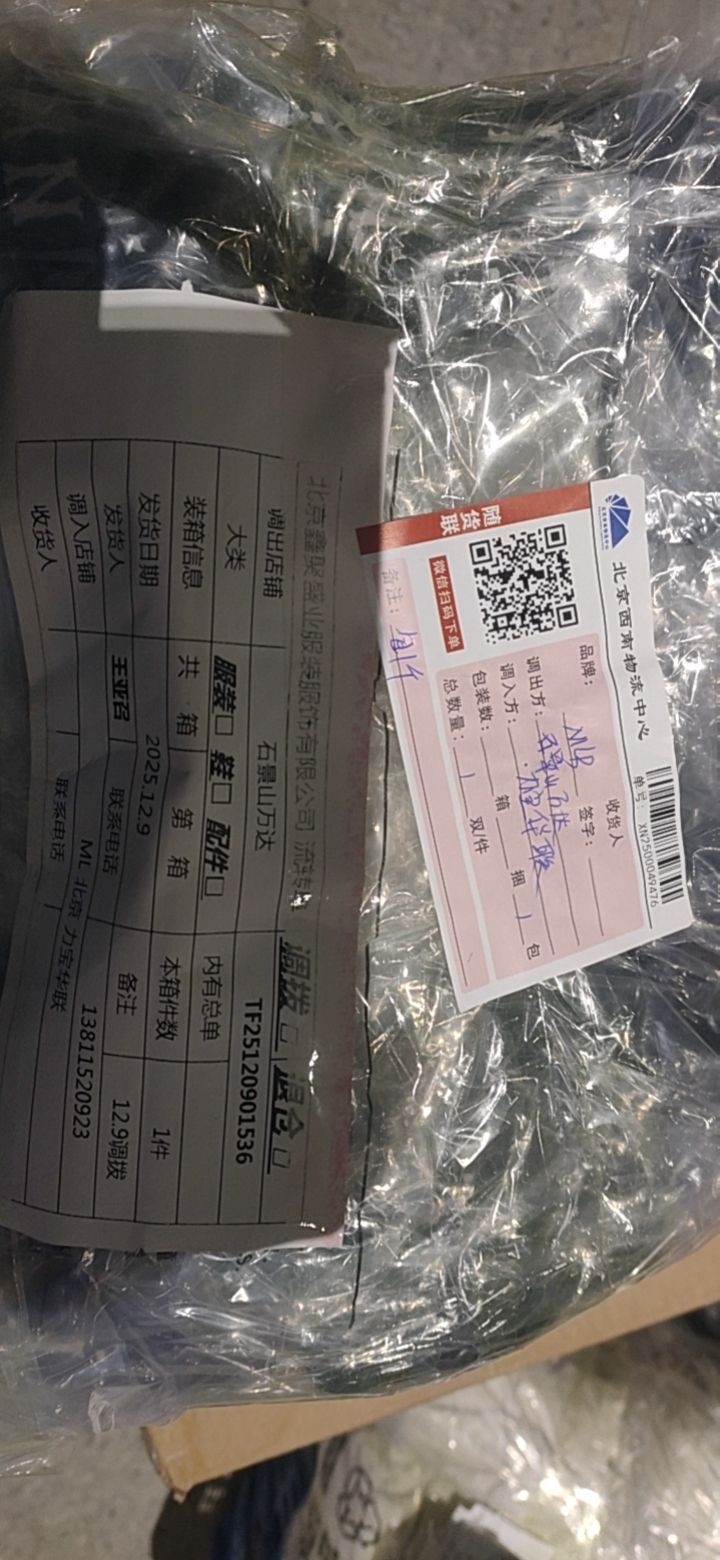 北京西南物流中心
单号：XN2500049476
品牌：MLB 收货人签字：
调出方：石景山万达
调入方：力宝华联
包装数： 箱 捆 1 包
总数量：1 双/件
备注：
微信扫码下单
随货联
北京鑫聚盛业服装服饰有限公司 流转单 调拨□ 退仓□
调出店铺 石景山万达 TF25120901536
大类 服装□ 鞋□ 配件□ 内有总单
装箱信息 共 箱 第 箱 本箱件数 1件
发货日期 2025.12.9 备注 12.9调拨
发货人 王亚召 联系电话 13811520923
调入店铺 ML 北京 力宝华联
收货人 联系电话
N